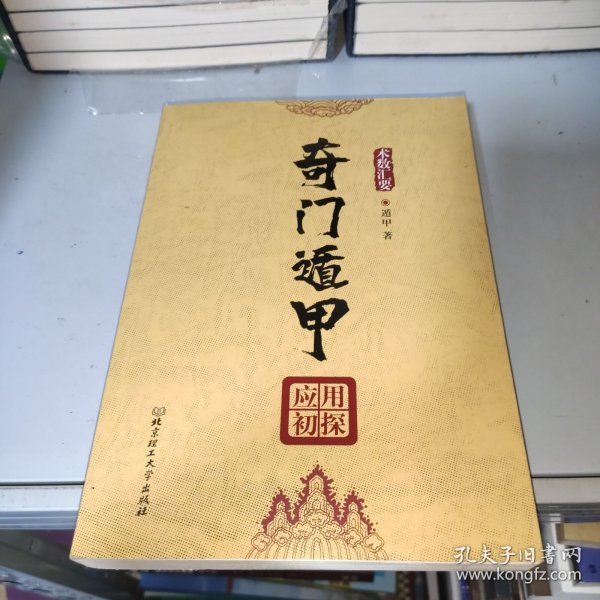 术数汇要
遁甲 著
奇门遁甲
应用
初探
北京理工大学出版社
孔夫子旧书网
www.kongfz.com